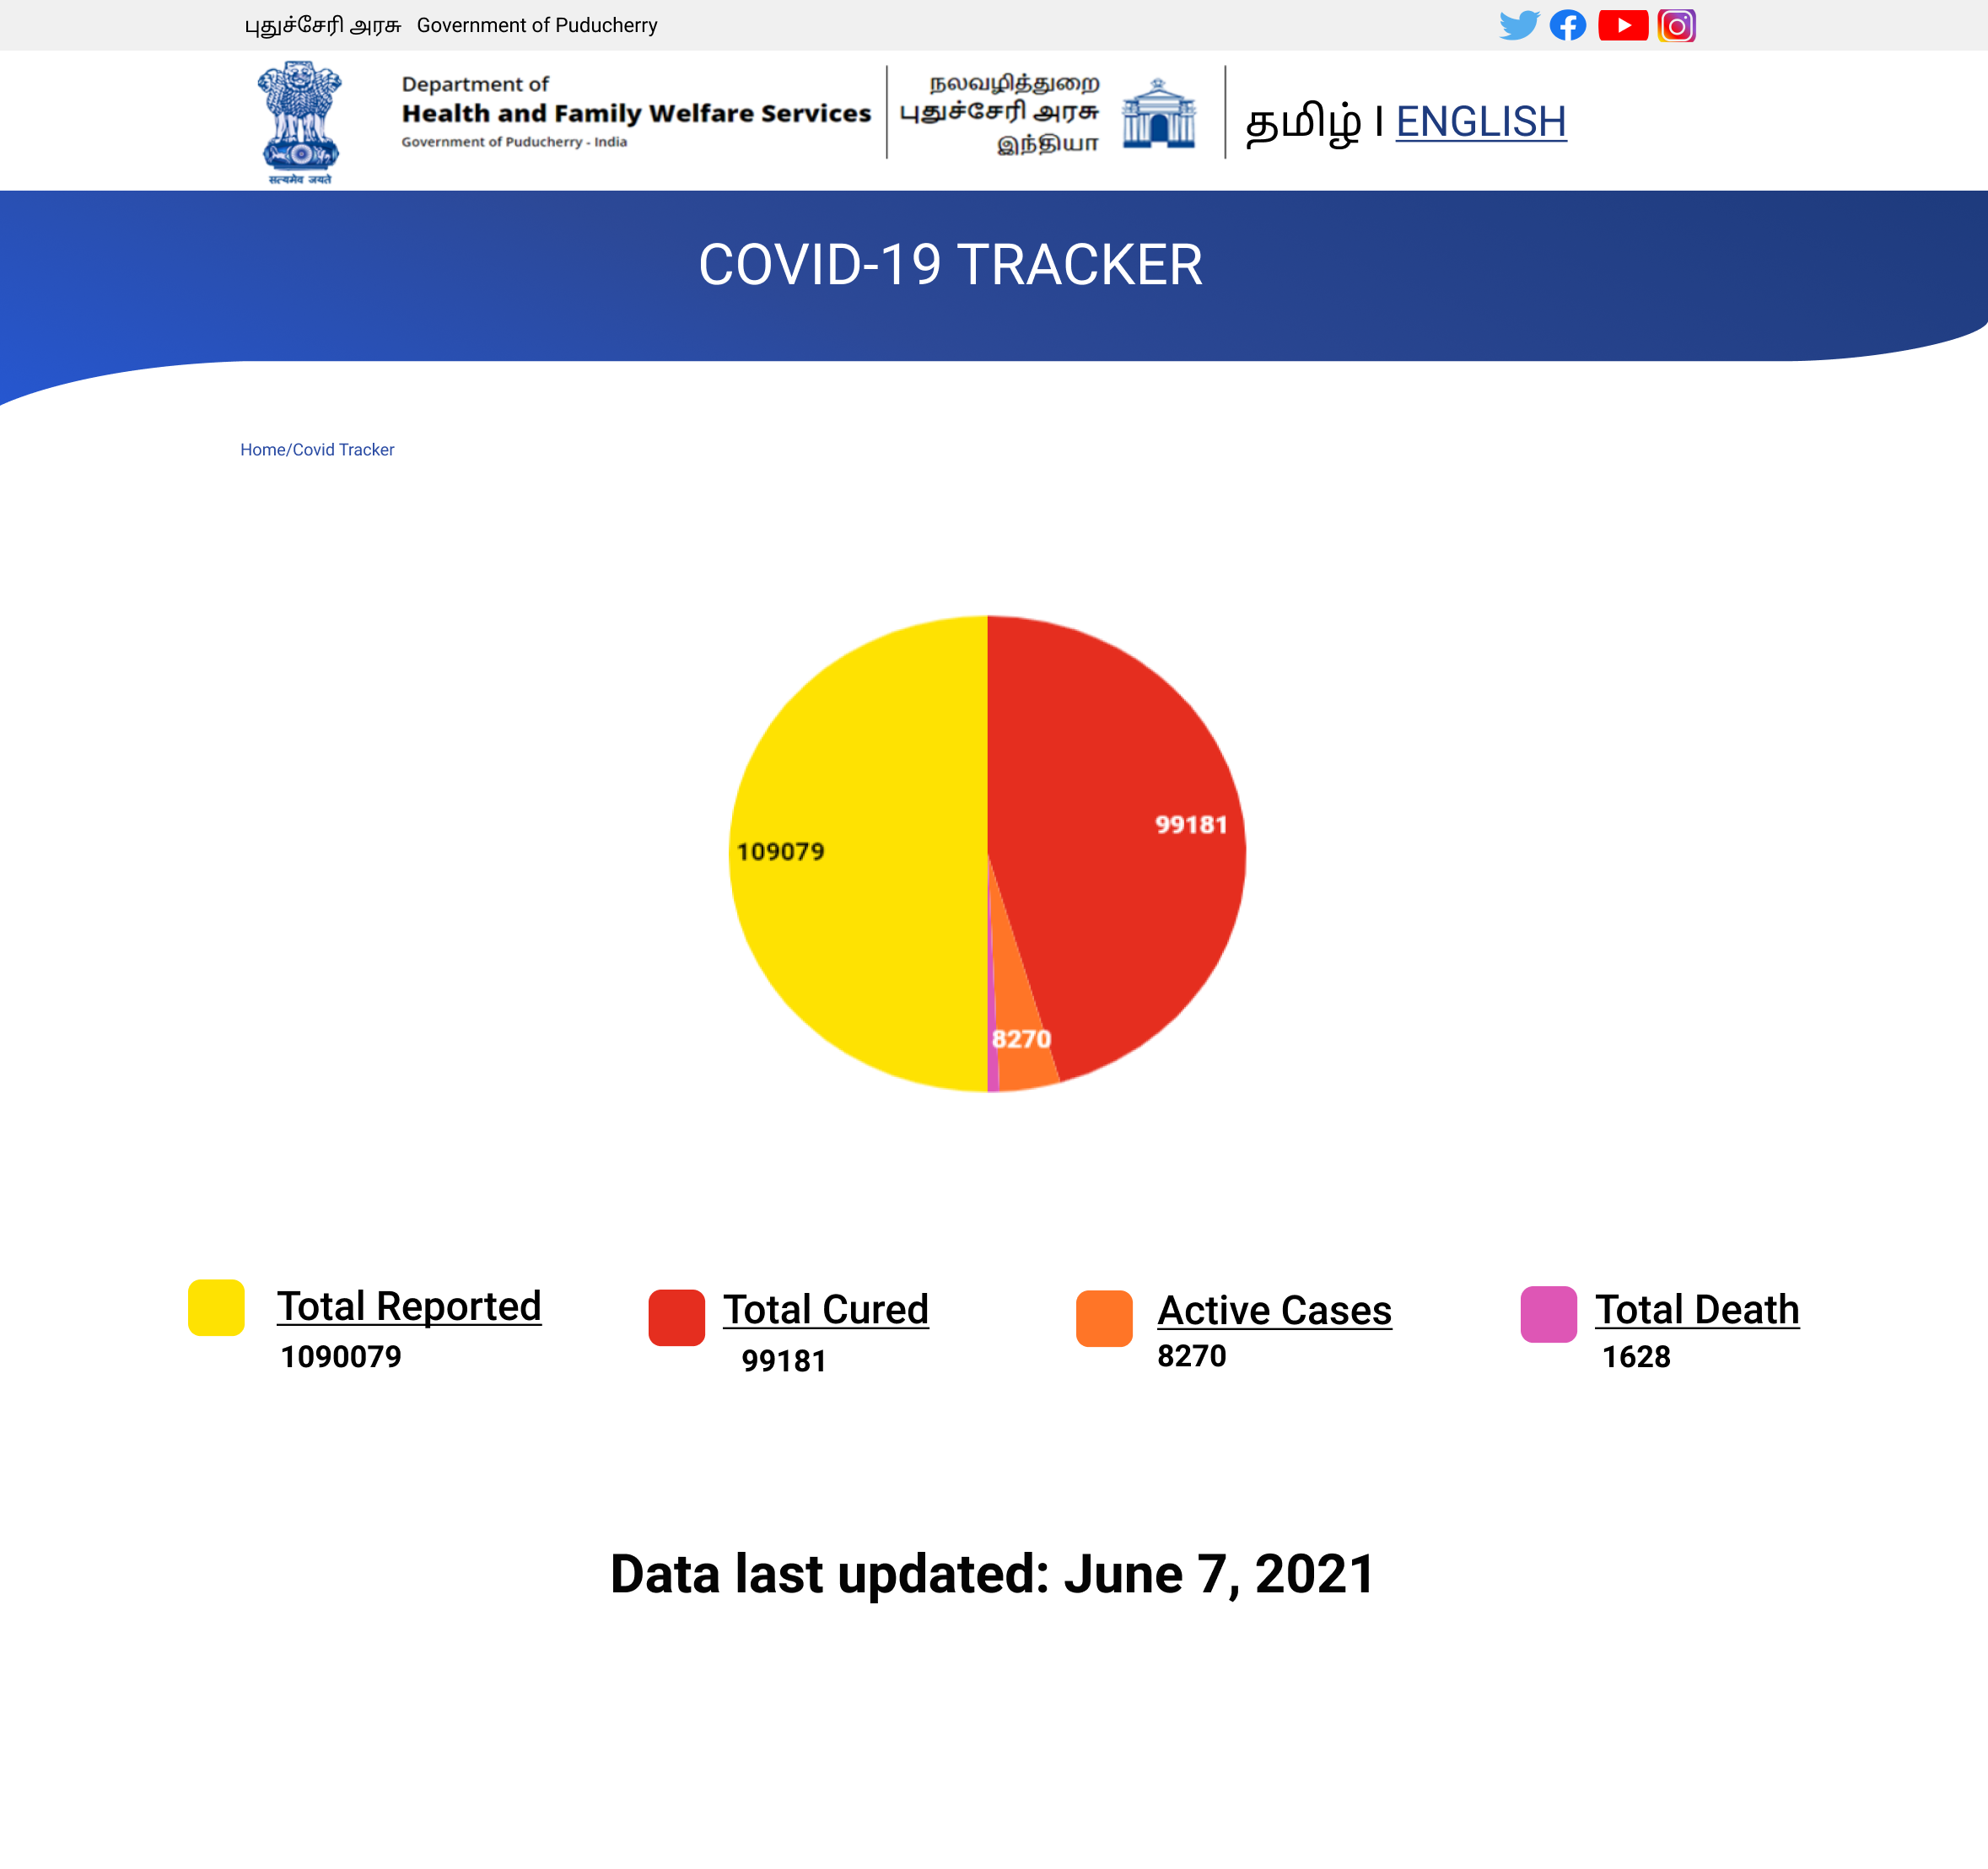 புதுச்சேரி அரசு Government of Puducherry
Department of
Health and Family Welfare Services
Government of Puducherry - India
நலவழித்துறை
புதுச்சேரி அரசு
இந்தியா
सत्यमेव जयते
தமிழ் I ENGLISH
COVID-19 TRACKER
Home/Covid Tracker
99181
109079
8270
Total Reported
1090079
Total Cured
99181
Active Cases
8270
Total Death
1628
Data last updated: June 7, 2021